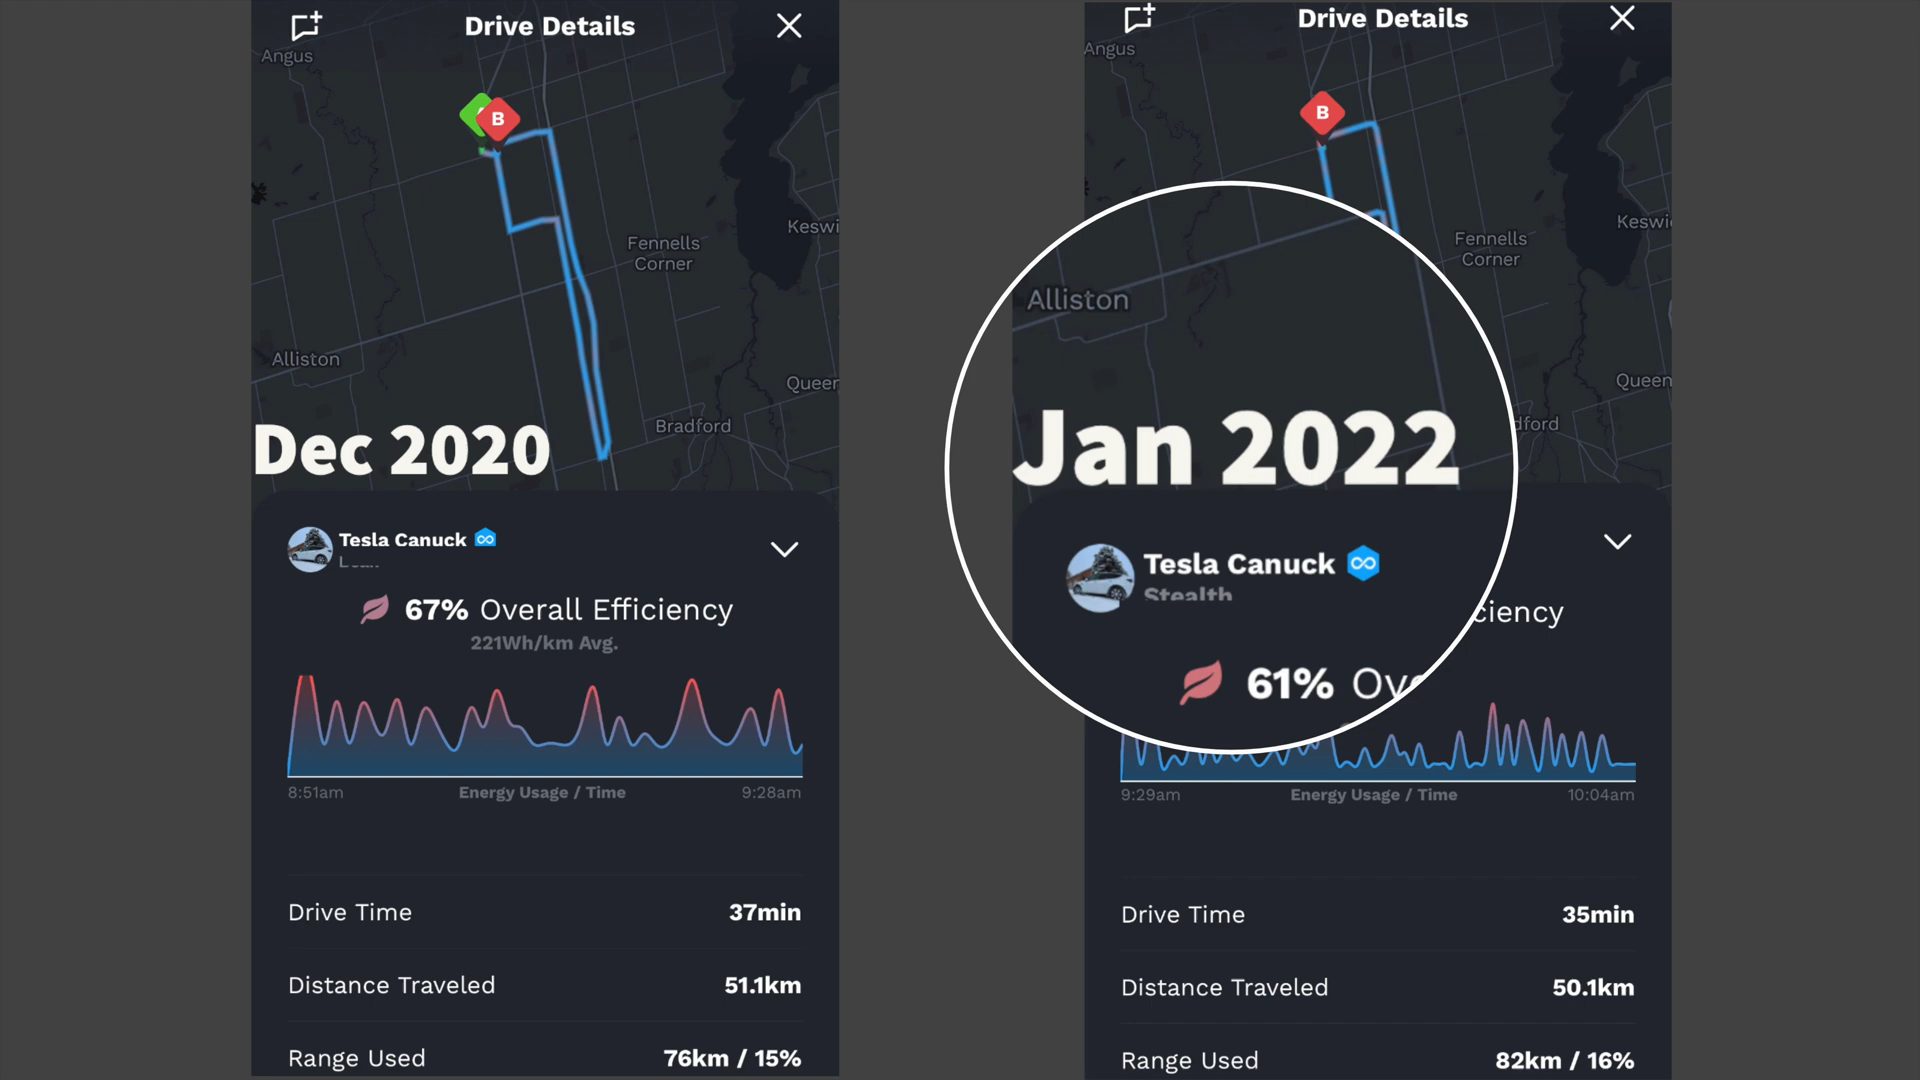 Drive Details
Angus
B
Keswi
Fennells
Corner
Alliston
Queen
Bradford
Dec 2020
Tesla Canuck
67% Overall Efficiency
221Wh/km Avg.
8:51am Energy Usage / Time 9:28am
Drive Time 37min
Distance Traveled 51.1km
Range Used 76km / 15%
Drive Details
Angus
B
Keswi
Fennells
Corner
Alliston
Queen
dford
Jan 2022
Tesla Canuck
Stealth
ciency
61% Ove
9:29am Energy Usage / Time 10:04am
Drive Time 35min
Distance Traveled 50.1km
Range Used 82km / 16%